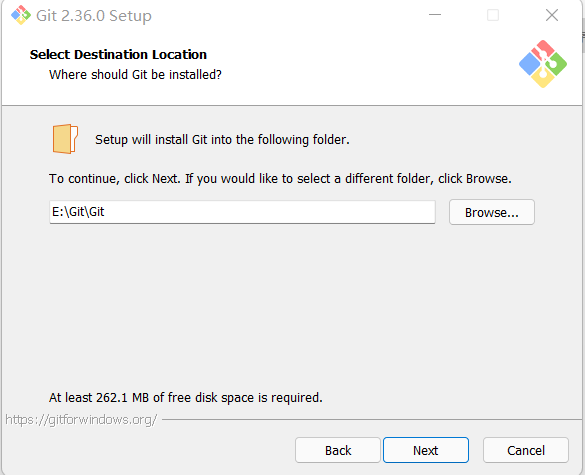 Git 2.36.0 Setup
Select Destination Location
Where should Git be installed?
Setup will install Git into the following folder.
To continue, click Next. If you would like to select a different folder, click Browse.
E:\Git\Git
Browse...
At least 262.1 MB of free disk space is required.
https://gitforwindows.org/
Back
Next
Cancel